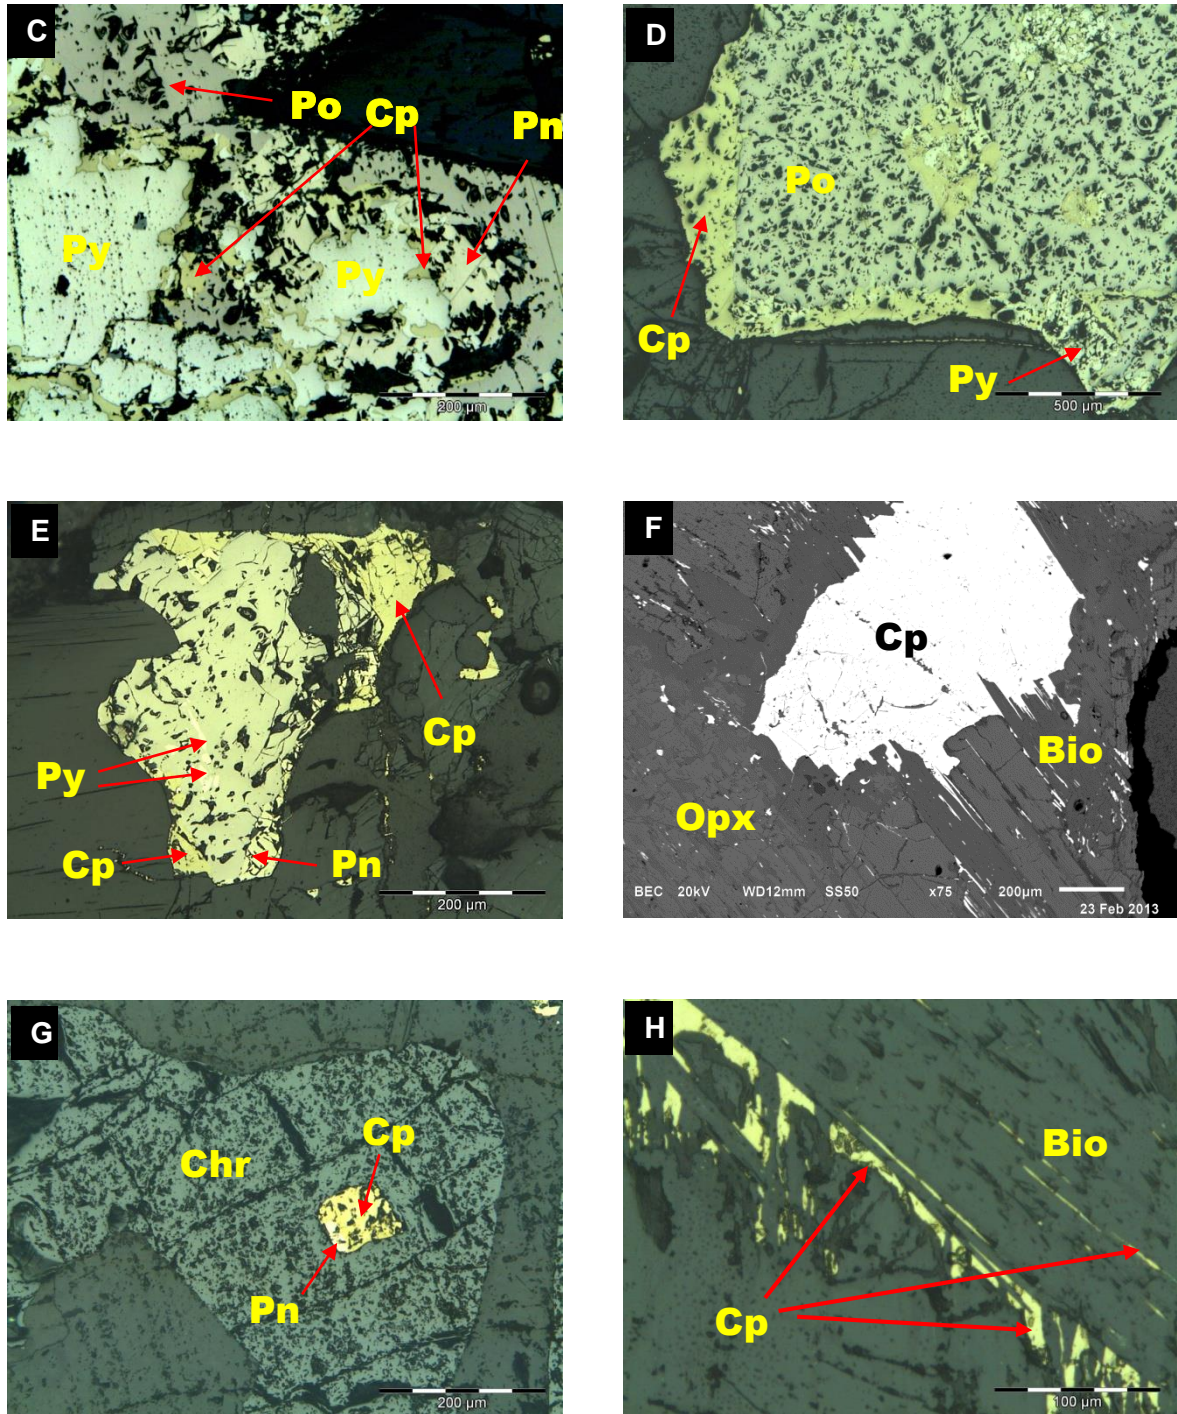 C
Po
Cp
Pn
Py
Py
200 µm
D
Po
Cp
Py
500 µm
E
Cp
Py
Cp
Pn
200 µm
F
Cp
Bio
Opx
BEC 20kV WD12mm SS50 x75 200µm
23 Feb 2013
G
Cp
Chr
Pn
200 µm
H
Bio
Cp
100 µm